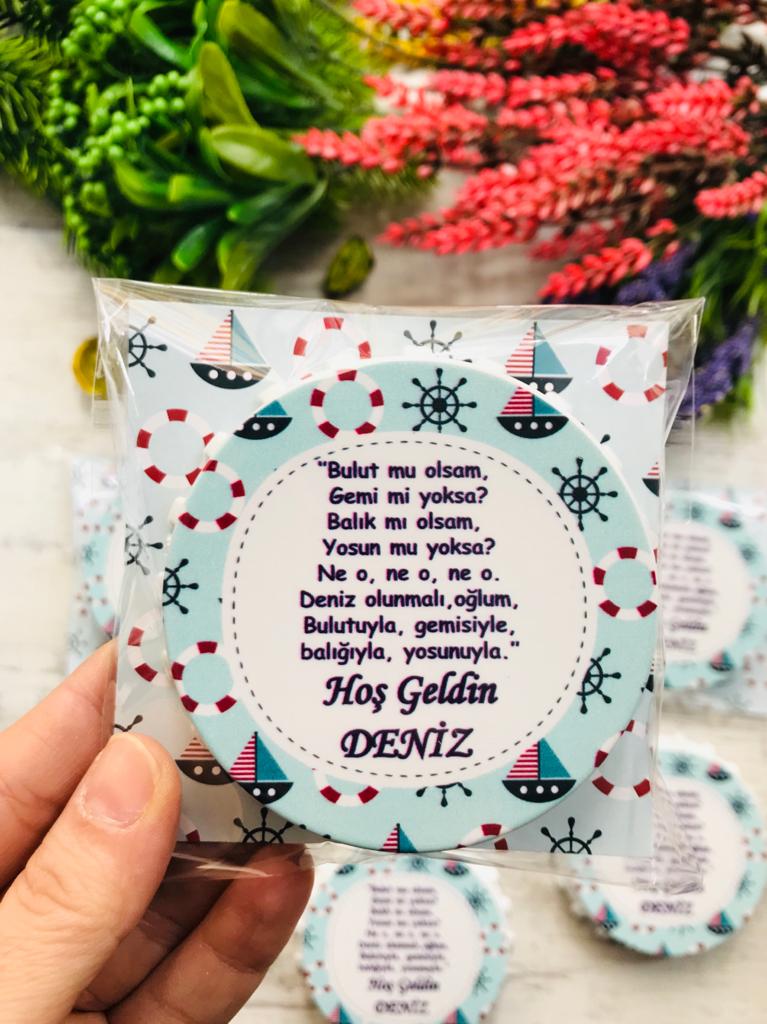 "Bulut mu olsam,
Gemi mi yoksa?
Balık mı olsam,
Yosun mu yoksa?
Ne o, ne o, ne o.
Deniz olunmalı,oğlum,
Bulutuyla, gemisiyle,
balığıyla, yosunuyla."
Hoş Geldin
DENİZ
DENİZ
Hoş Geldin
DENİZ
DENİZ